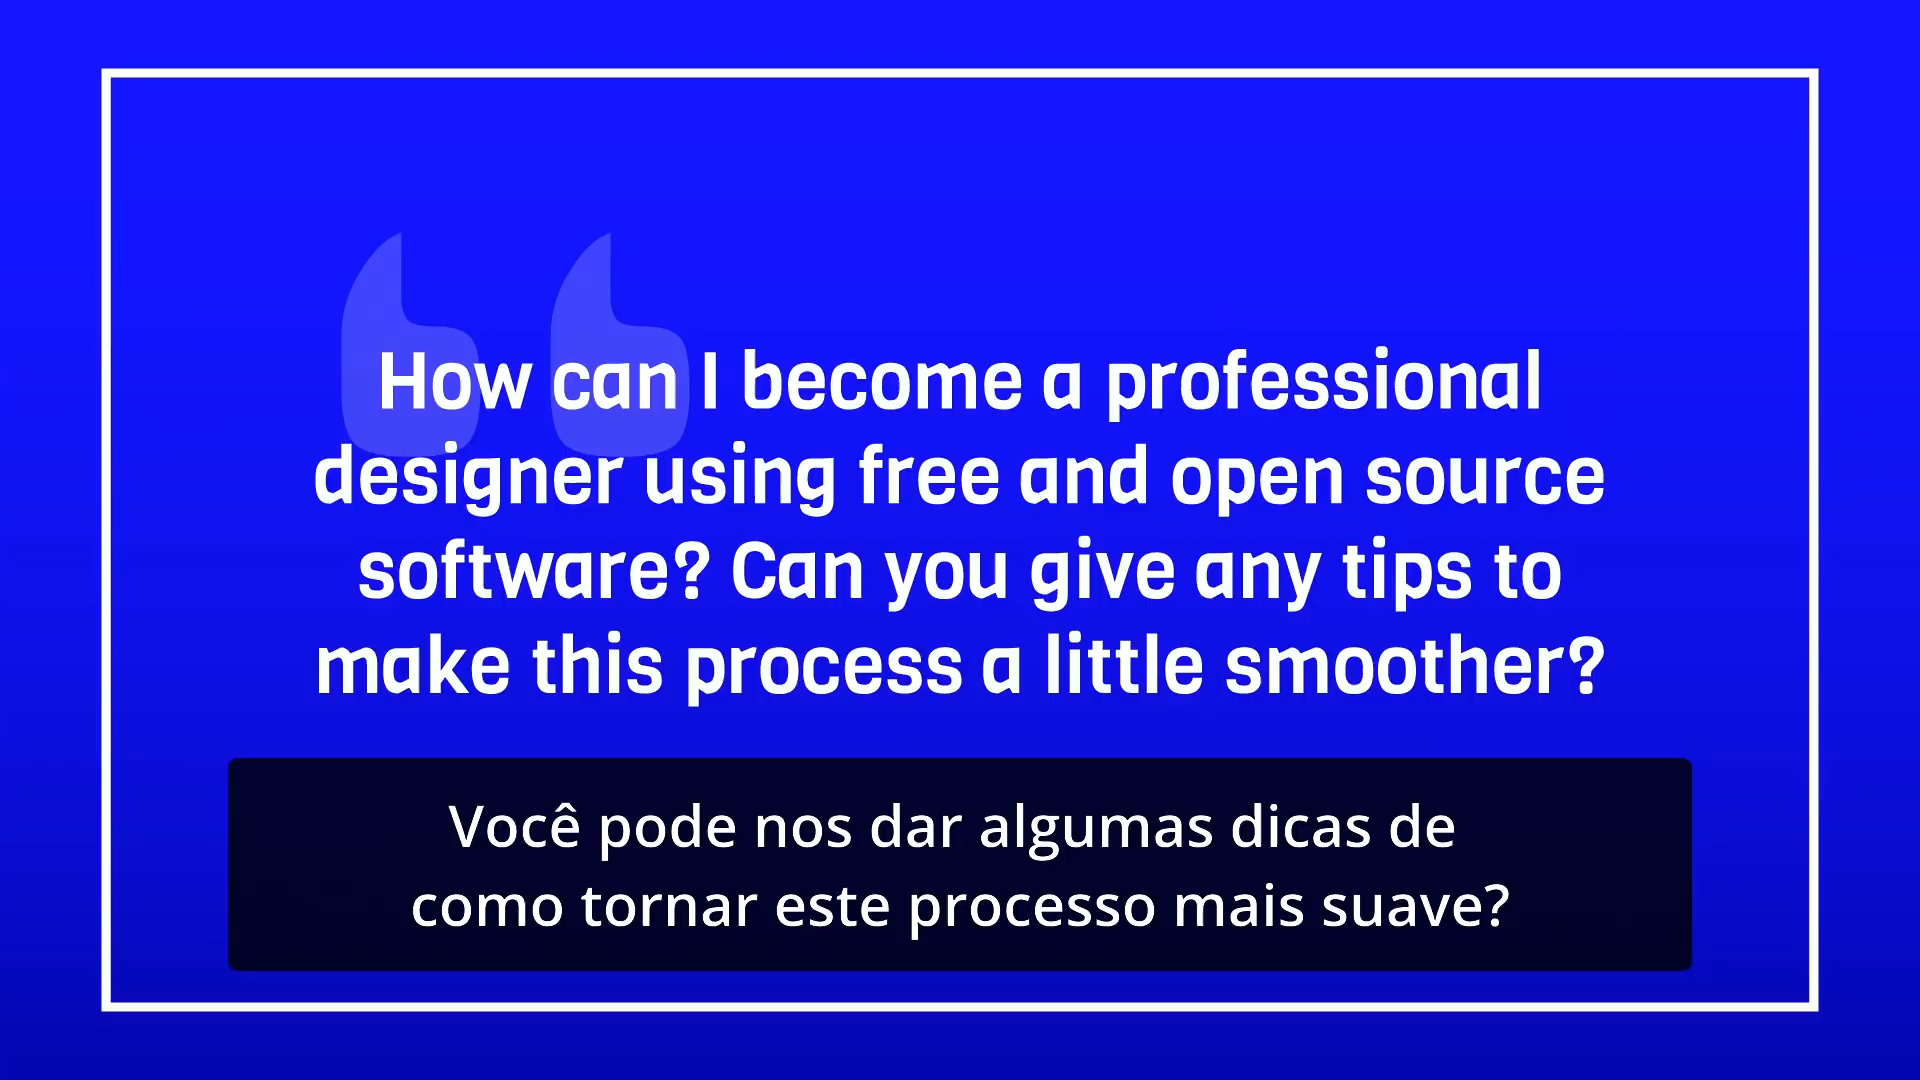 How can I become a professional
designer using free and open source
software? Can you give any tips to
make this process a little smoother?
Você pode nos dar algumas dicas de
como tornar este processo mais suave?